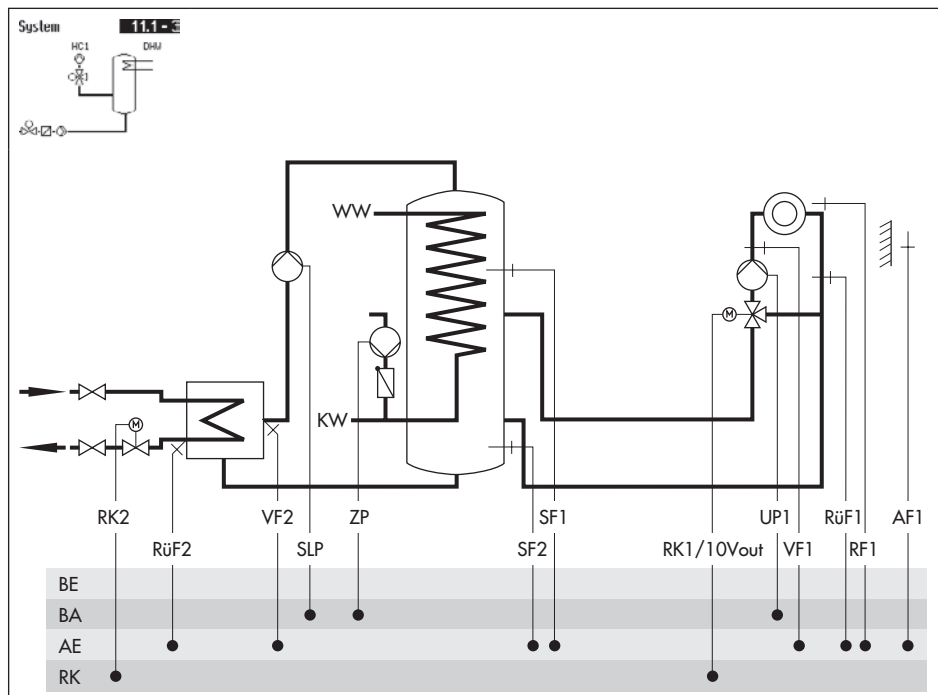 System 11.1 - 3
HC1 DHW
WW
M
KW
M
RK2 VF2 ZP SF1 UP1 RüF1 AF1
RüF2 SLP SF2 RK1/10Vout VF1 RF1
BE
BA
AE
RK